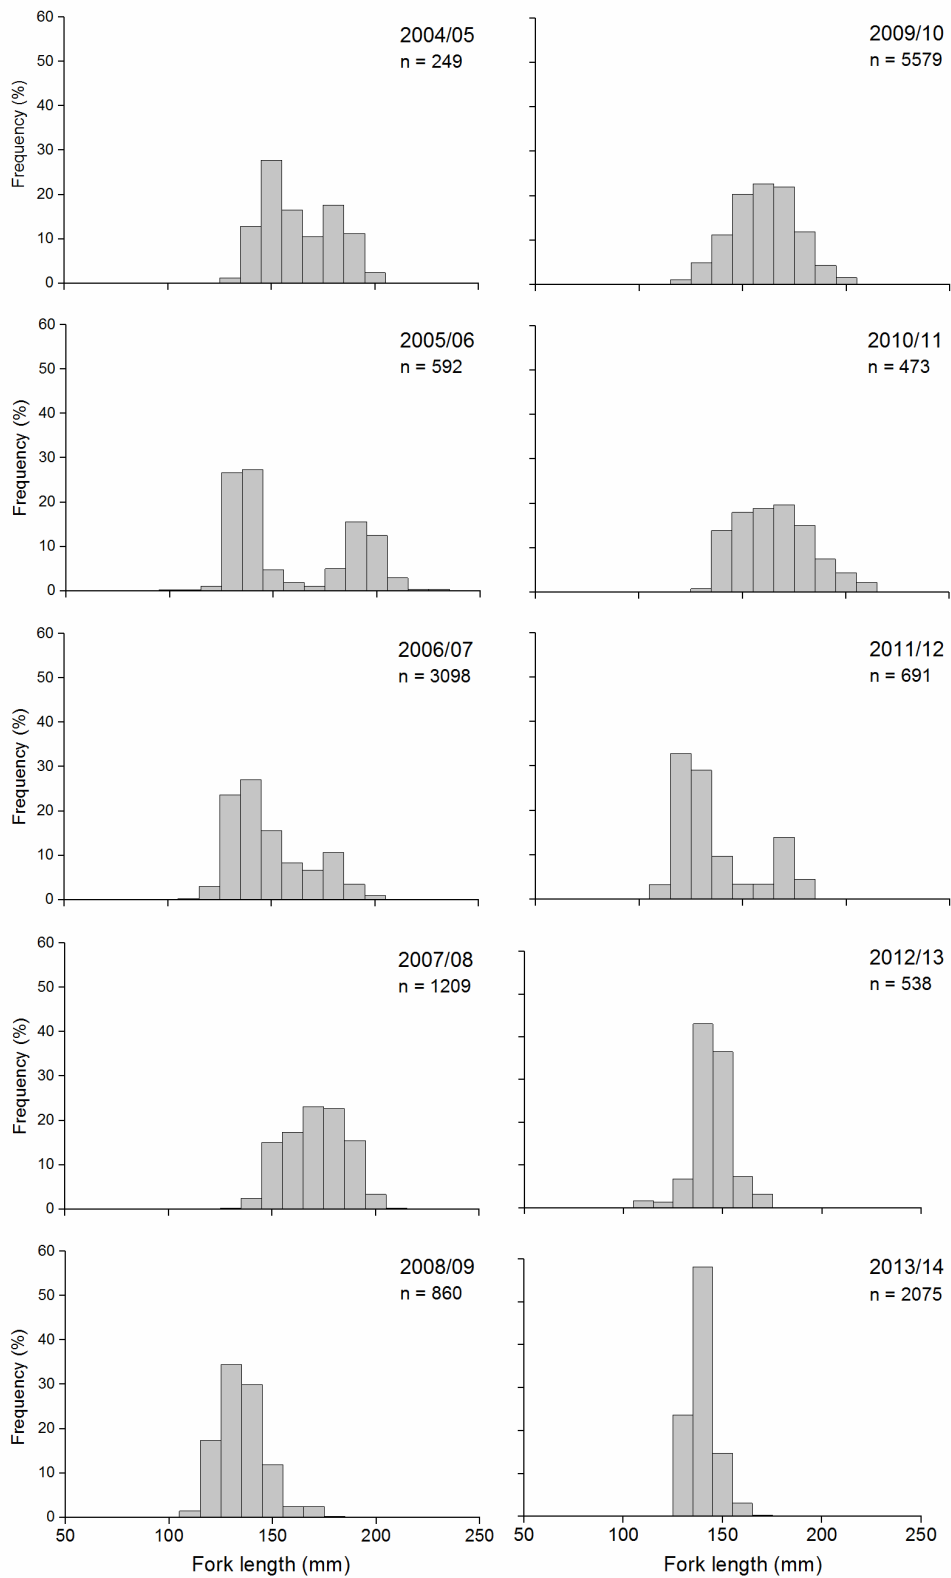 60
50
40
30
20
10
0
Frequency (%)
2004/05
n = 249
2009/10
n = 5579
60
50
40
30
20
10
0
Frequency (%)
2005/06
n = 592
2010/11
n = 473
60
50
40
30
20
10
0
Frequency (%)
2006/07
n = 3098
2011/12
n = 691
60
50
40
30
20
10
0
Frequency (%)
2007/08
n = 1209
2012/13
n = 538
60
50
40
30
20
10
0
Frequency (%)
2008/09
n = 860
2013/14
n = 2075
50 100 150 200 250
50 100 150 200 250
Fork length (mm)
Fork length (mm)